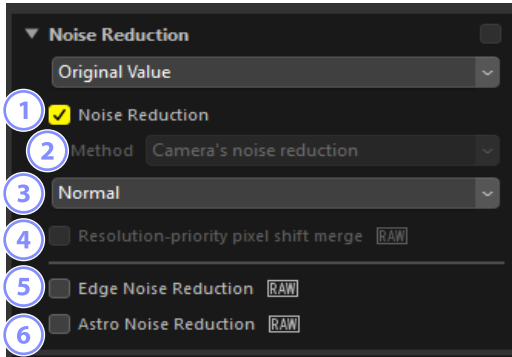 Noise Reduction
Original Value
1 Noise Reduction
2 Method Camera's noise reduction
3 Normal
4 Resolution-priority pixel shift merge RAW
5 Edge Noise Reduction RAW
6 Astro Noise Reduction RAW